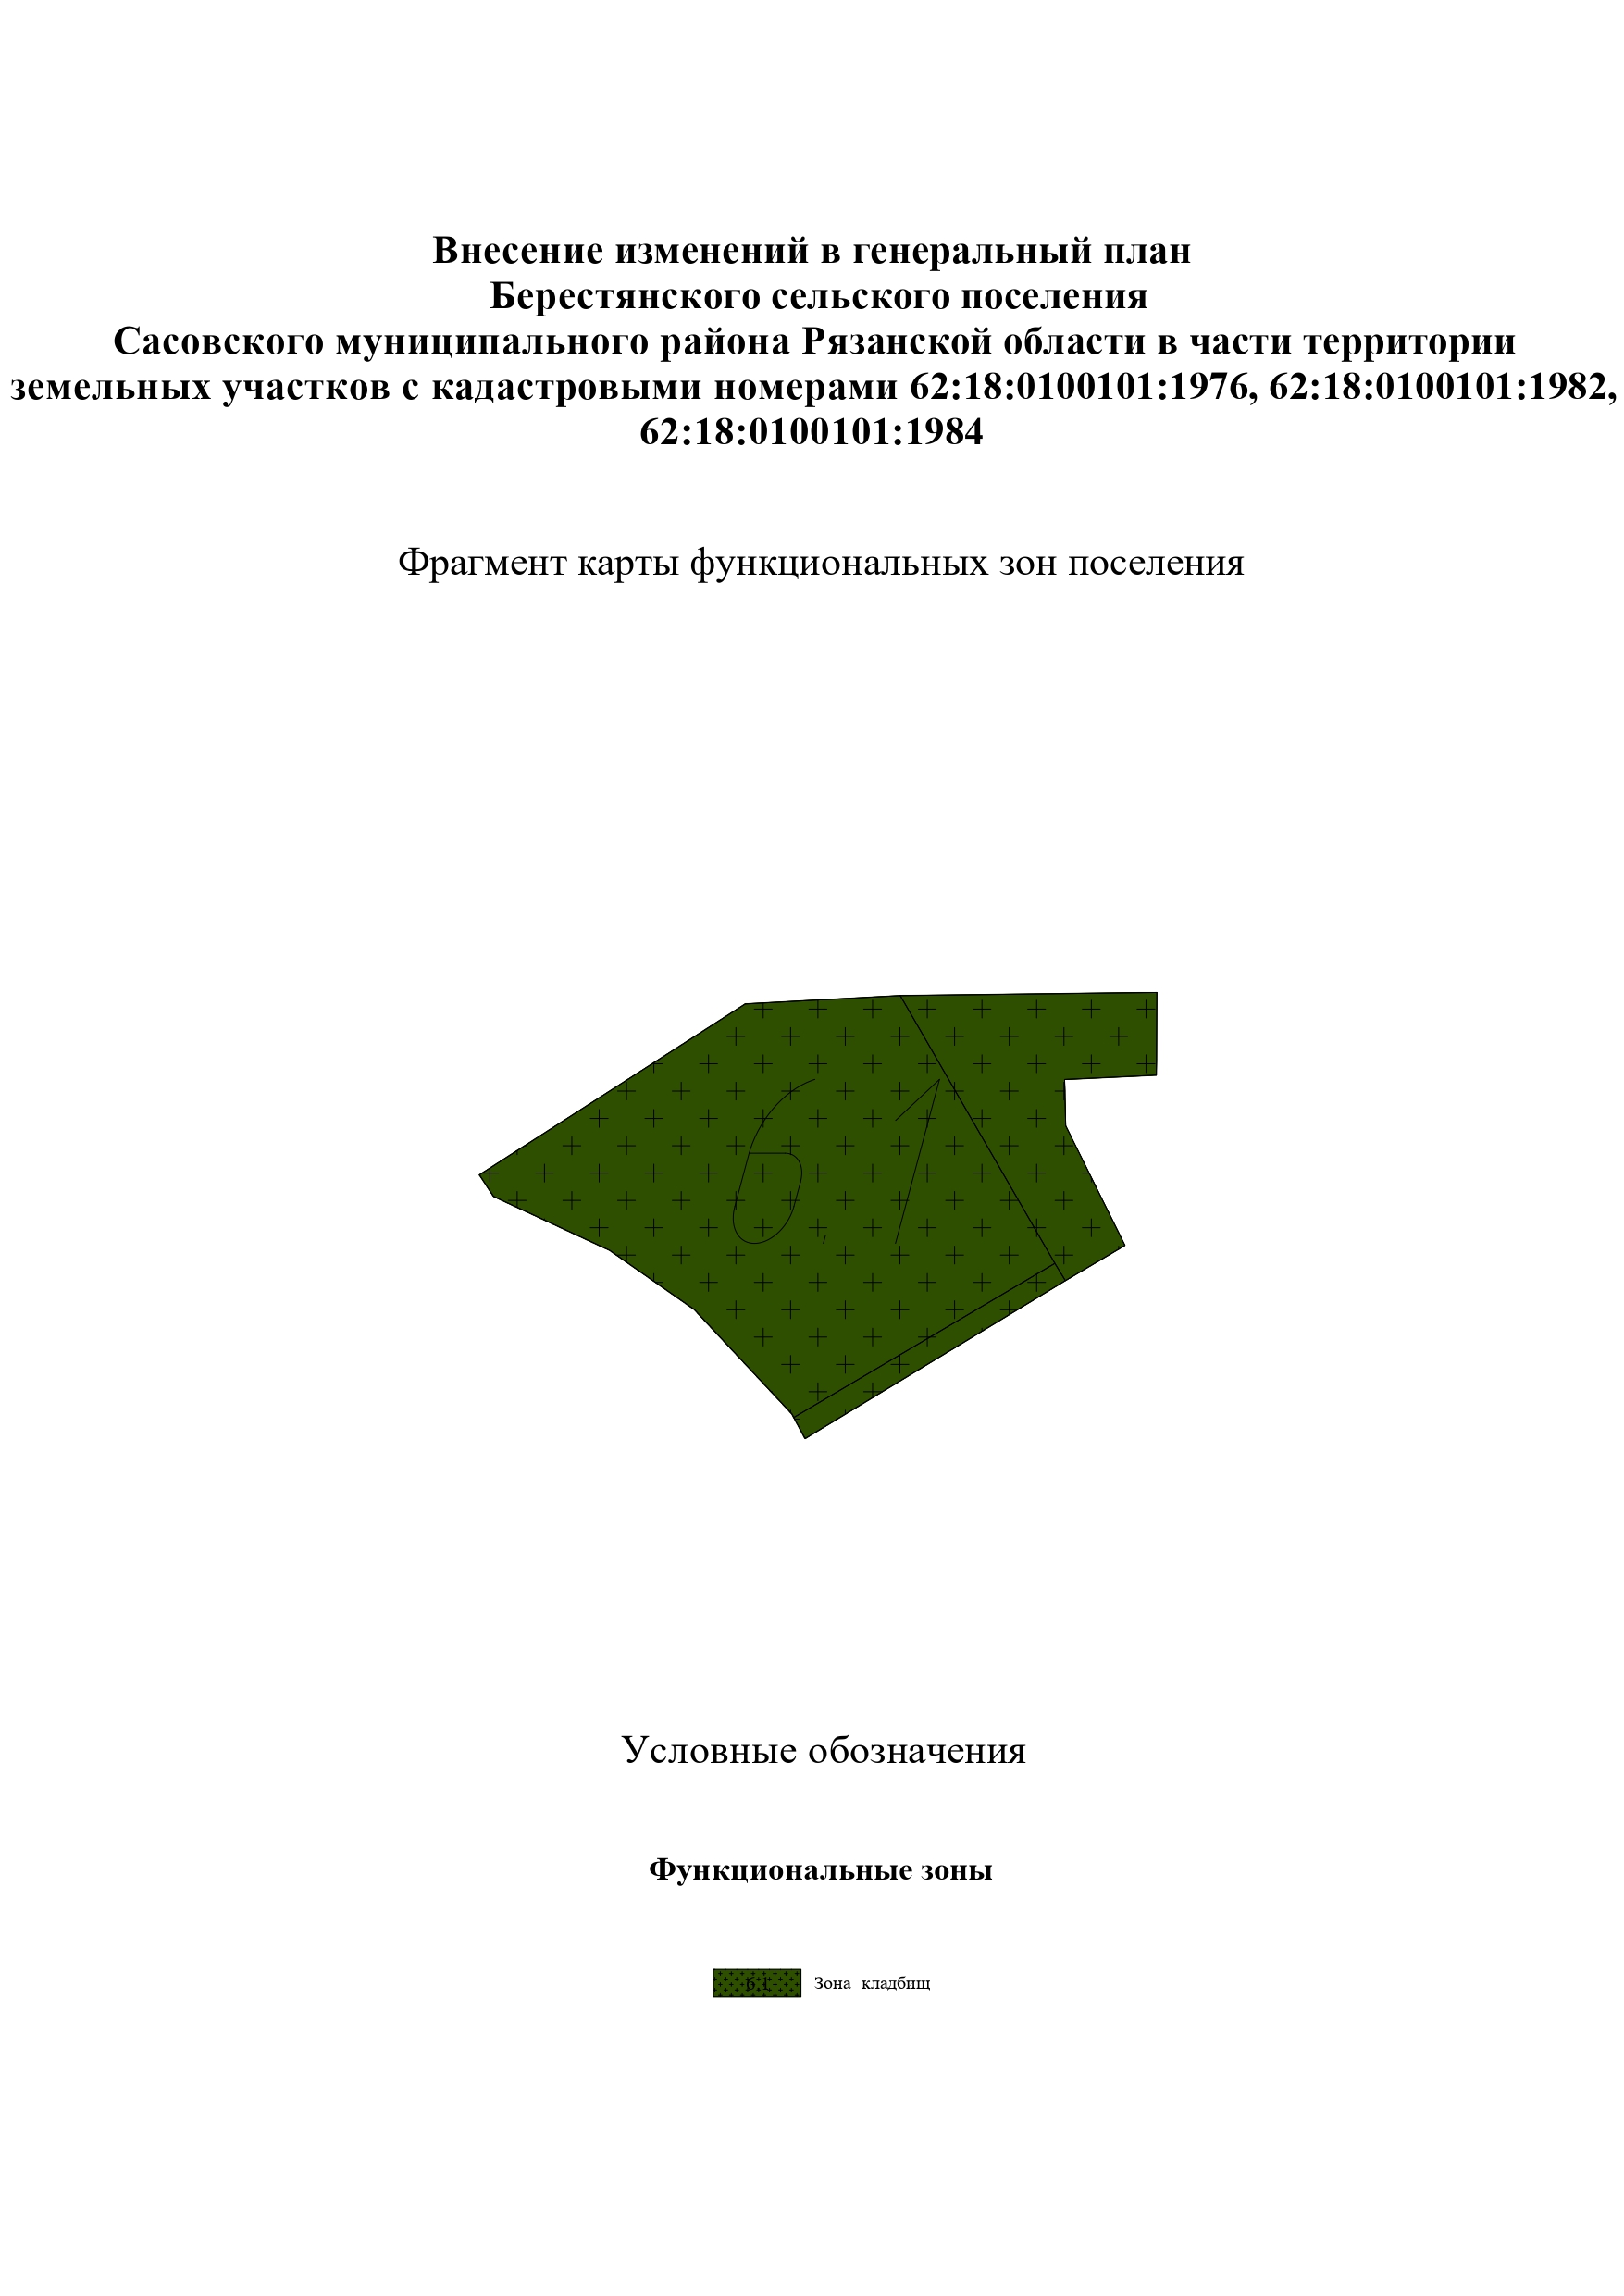 Внесение изменений в генеральный план
Берестянского сельского поселения
Сасовского муниципального района Рязанской области в части территории
земельных участков с кадастровыми номерами 62:18:0100101:1976, 62:18:0100101:1982,
62:18:0100101:1984
Фрагмент карты функциональных зон поселения
6.1
Условные обозначения
Функциональные зоны
6.1 Зона кладбищ